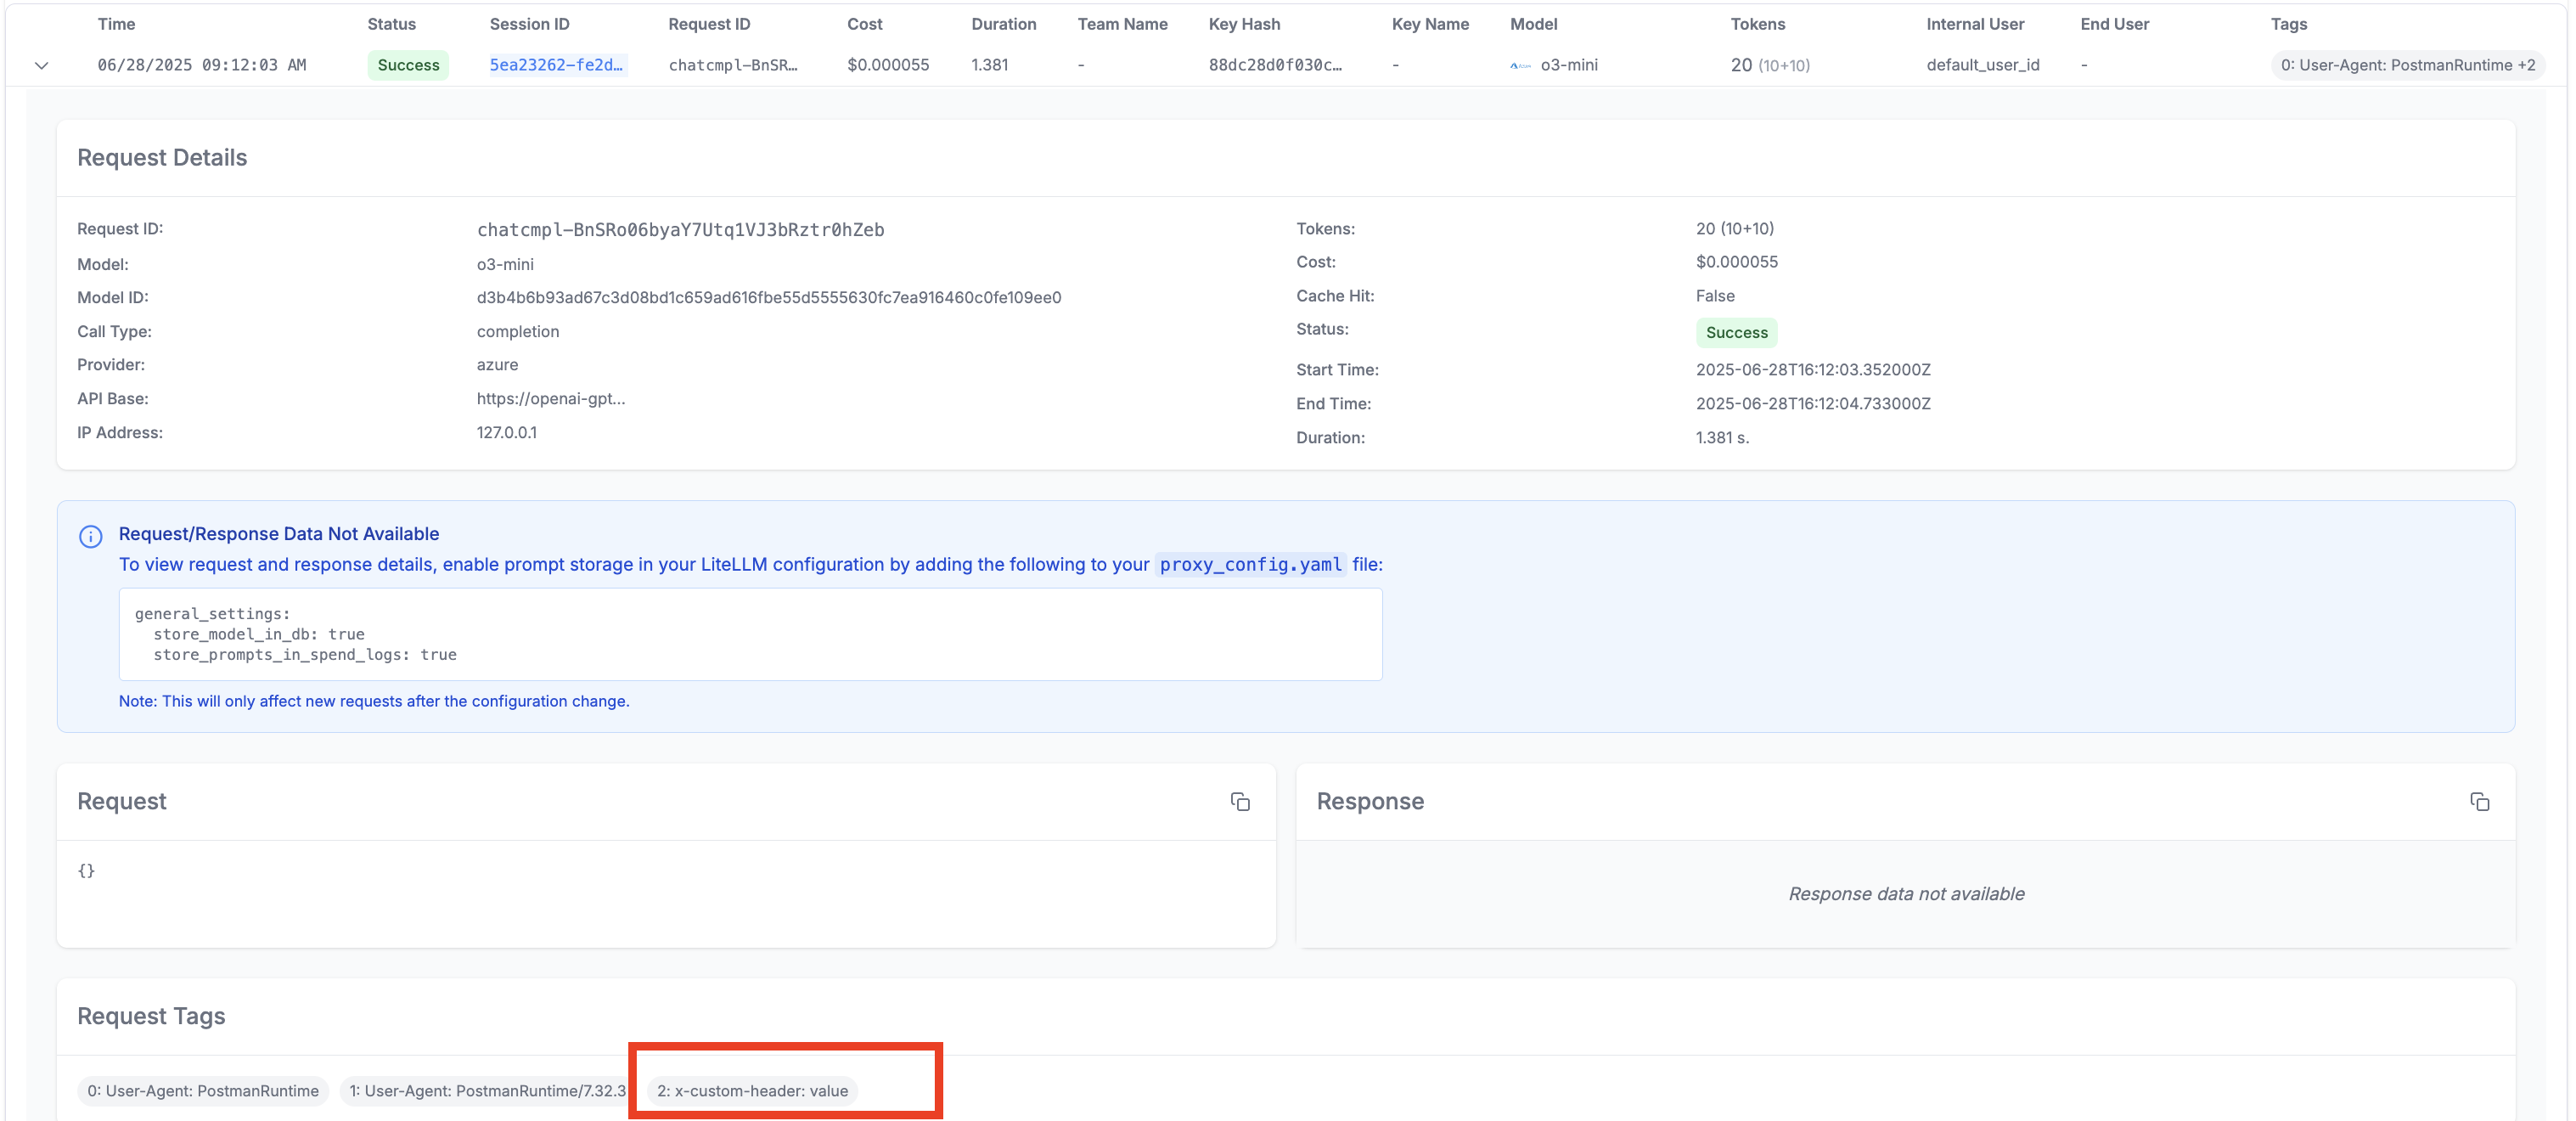 Time Status Session ID Request ID Cost Duration Team Name Key Hash Key Name Model Tokens Internal User End User Tags
06/28/2025 09:12:03 AM Success 5ea23262-fe2d… chatcmpl-BnSR… $0.000055 1.381 - 88dc28d0f030c… - o3-mini 20 (10+10) default_user_id - 0: User-Agent: PostmanRuntime +2
Request Details
Request ID: chatcmpl-BnSRo06byaY7Utq1VJ3bRztr0hZeb
Model: o3-mini
Model ID: d3b4b6b93ad67c3d08bd1c659ad616fbe55d5555630fc7ea916460c0fe109ee0
Call Type: completion
Provider: azure
API Base: https://openai-gpt...
IP Address: 127.0.0.1
Tokens: 20 (10+10)
Cost: $0.000055
Cache Hit: False
Status: Success
Start Time: 2025-06-28T16:12:03.352000Z
End Time: 2025-06-28T16:12:04.733000Z
Duration: 1.381 s.
Request/Response Data Not Available
To view request and response details, enable prompt storage in your LiteLLM configuration by adding the following to your proxy_config.yaml file:
general_settings:
  store_model_in_db: true
  store_prompts_in_spend_logs: true
Note: This will only affect new requests after the configuration change.
Request
{}
Response
Response data not available
Request Tags
0: User-Agent: PostmanRuntime 1: User-Agent: PostmanRuntime/7.32.3 2: x-custom-header: value